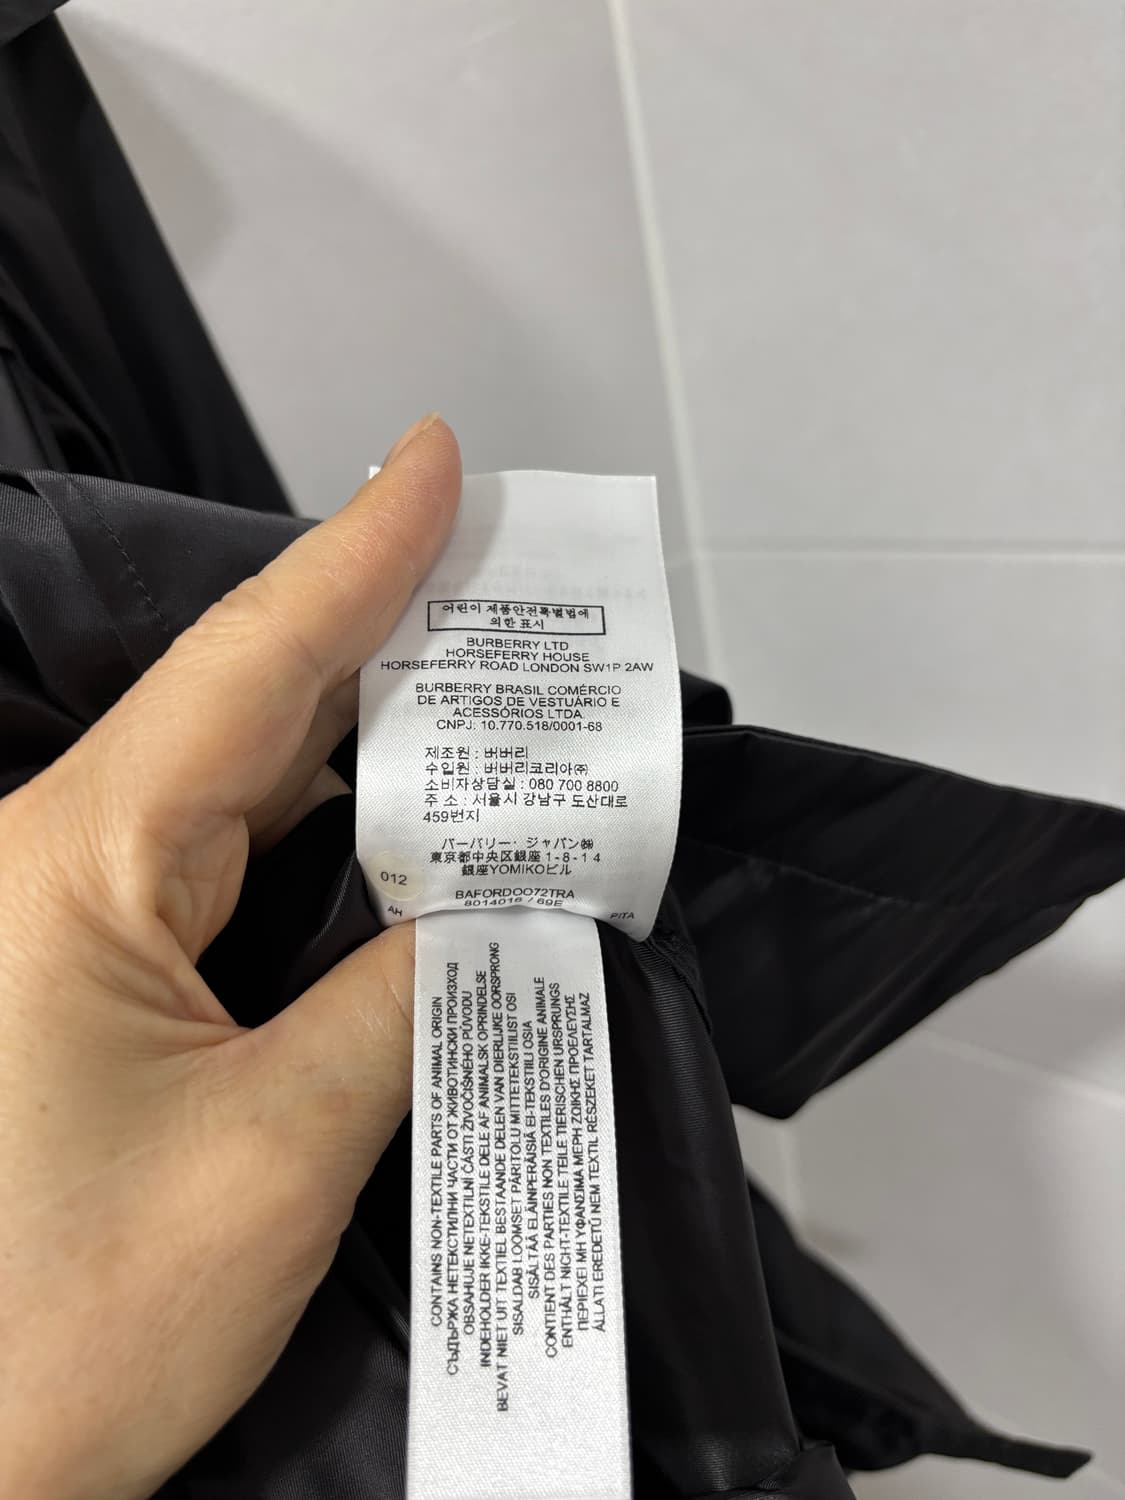 어린이 제품안전특별법에
의한 표시
BURBERRY LTD
HORSEFERRY HOUSE
HORSEFERRY ROAD LONDON SW1P 2AW
BURBERRY BRASIL COMÉRCIO
DE ARTIGOS DE VESTUÁRIO E
ACESSÓRIOS LTDA
CNPJ: 10.770.518/0001-68
제조원 : 버버리
수입원 : 버버리코리아㈜
소비자상담실 : 080 700 8800
주 소 : 서울시 강남구 도산대로
459번지
バーバリー・ジャパン㈱
東京都中央区銀座 1-8-14
銀座YOMIKOビル
012
BAFORDOO72TRA
8014016 / 69E
AH
PITA
CONTAINS NON-TEXTILE PARTS OF ANIMAL ORIGIN
СЪДЪРЖА НЕТЕКСТИЛНИ ЧАСТИ ОТ ЖИВОТИНСКИ ПРОИЗХОД
OBSAHUJE NETEXTILNÍ ČÁSTI ŽIVOČIŠNÉHO PŮVODU
INDEHOLDER IKKE-TEKSTILE DELE AF ANIMALSK OPRINDELSE
BEVAT NIET UIT TEXTIEL BESTAANDE DELEN VAN DIERLIJKE OORSPRONG
SISALDAB LOOMSET PÄRITOLU MITTETEKSTIILIST OSI
SISÄLTÄÄ ELÄINPERÄISIÄ EI-TEKSTIILI OSIA
CONTIENT DES PARTIES NON TEXTILES D'ORIGINE ANIMALE
ENTHÄLT NICHT-TEXTILE TEILE TIERISCHEN URSPRUNGS
ΠΕΡΙΕΧΕΙ ΜΗ ΥΦΑΝΣΙΜΑ ΜΕΡΗ ΖΩΙΚΗΣ ΠΡΟΕΛΕΥΣΗΣ
ÁLLATI EREDETŰ NEM TEXTIL RÉSZEKET TARTALMAZ